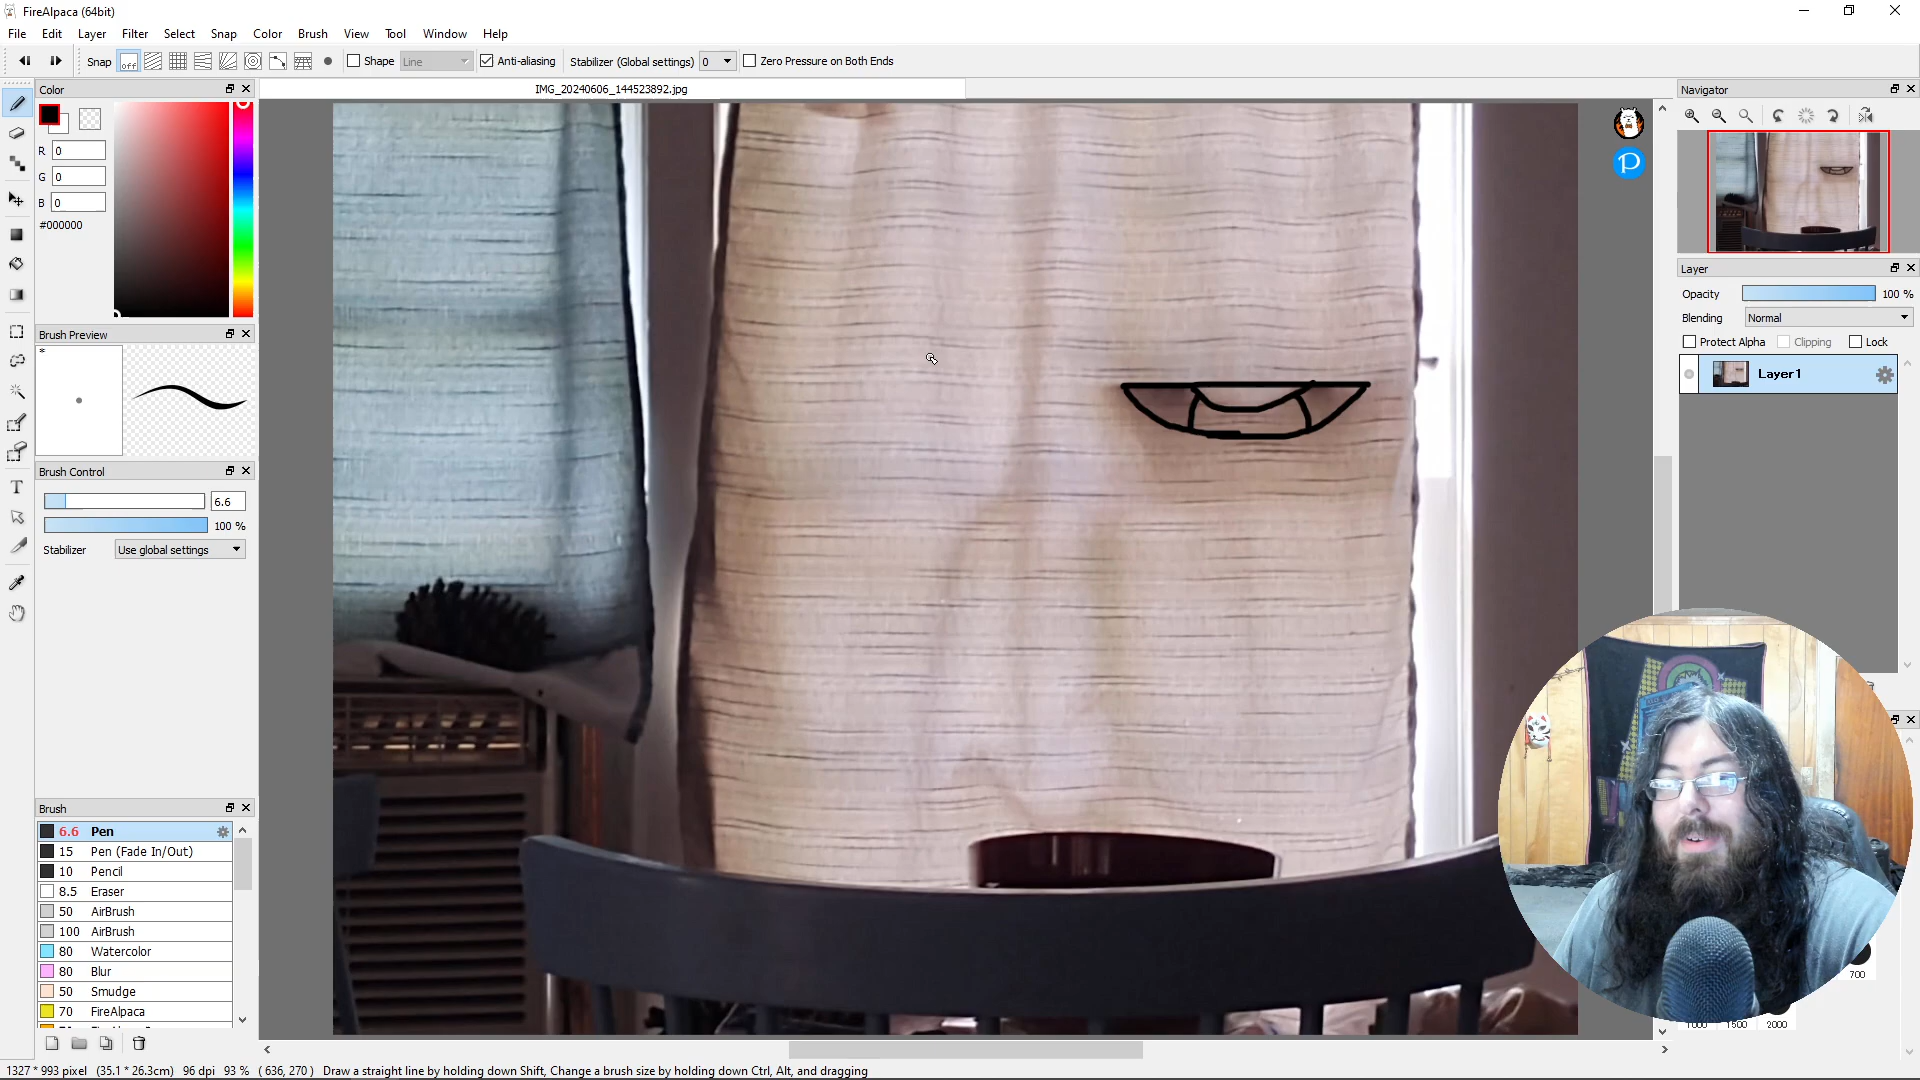 FireAlpaca (64bit)
File Edit Layer Filter Select Snap Color Brush View Tool Window Help
Snap off Shape Line Anti-aliasing Stabilizer (Global settings) 0 Zero Pressure on Both Ends
Color
IMG_20240606_144523892.jpg
Navigator
R 0
G 0
B 0
#000000
P
Layer
Opacity 100 %
Blending Normal
Protect Alpha Clipping Lock
Layer1
Brush Preview
*
Brush Control
6.6
100 %
Stabilizer Use global settings
T
Brush
6.6 Pen
15 Pen (Fade In/Out)
10 Pencil
8.5 Eraser
50 AirBrush
100 AirBrush
80 Watercolor
80 Blur
50 Smudge
70 FireAlpaca
700
1000 1500 2000
1327 * 993 pixel (35.1 * 26.3cm) 96 dpi 93 % ( 636, 270 ) Draw a straight line by holding down Shift, Change a brush size by holding down Ctrl, Alt, and dragging